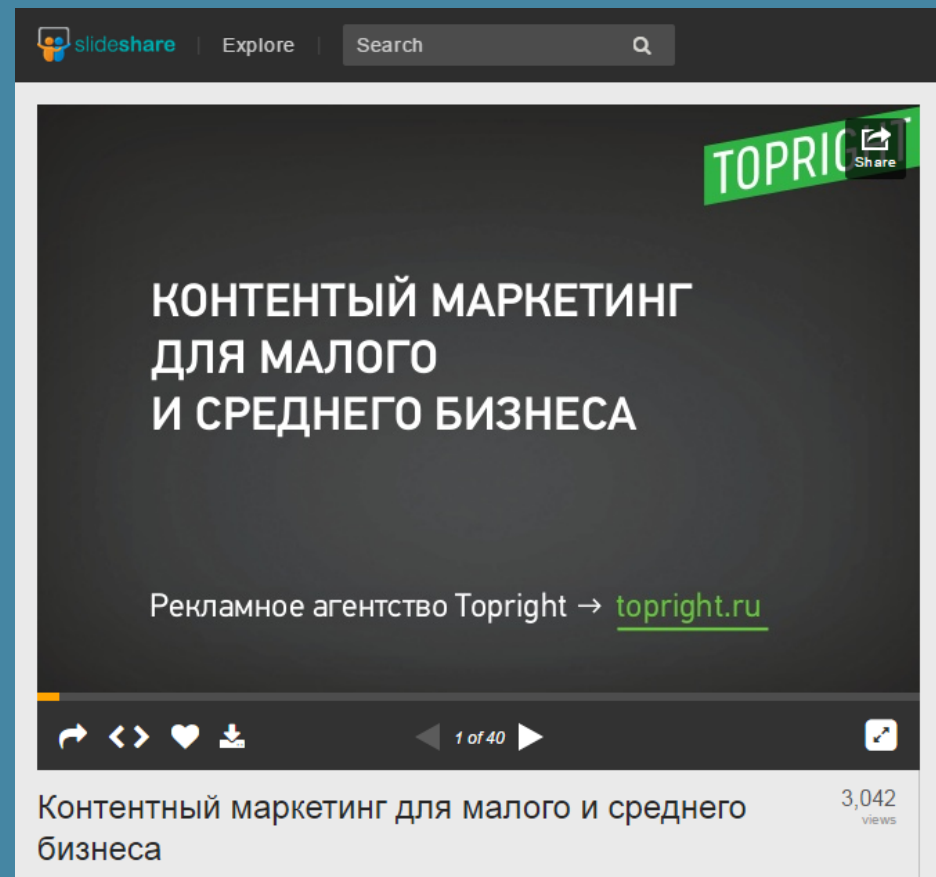 slideshare | Explore | Search
TOPRIGHT
Share
КОНТЕНТЫЙ МАРКЕТИНГ
ДЛЯ МАЛОГО
И СРЕДНЕГО БИЗНЕСА
Рекламное агентство Topright → topright.ru
1 of 40
Контентный маркетинг для малого и среднего
бизнеса
3,042
views